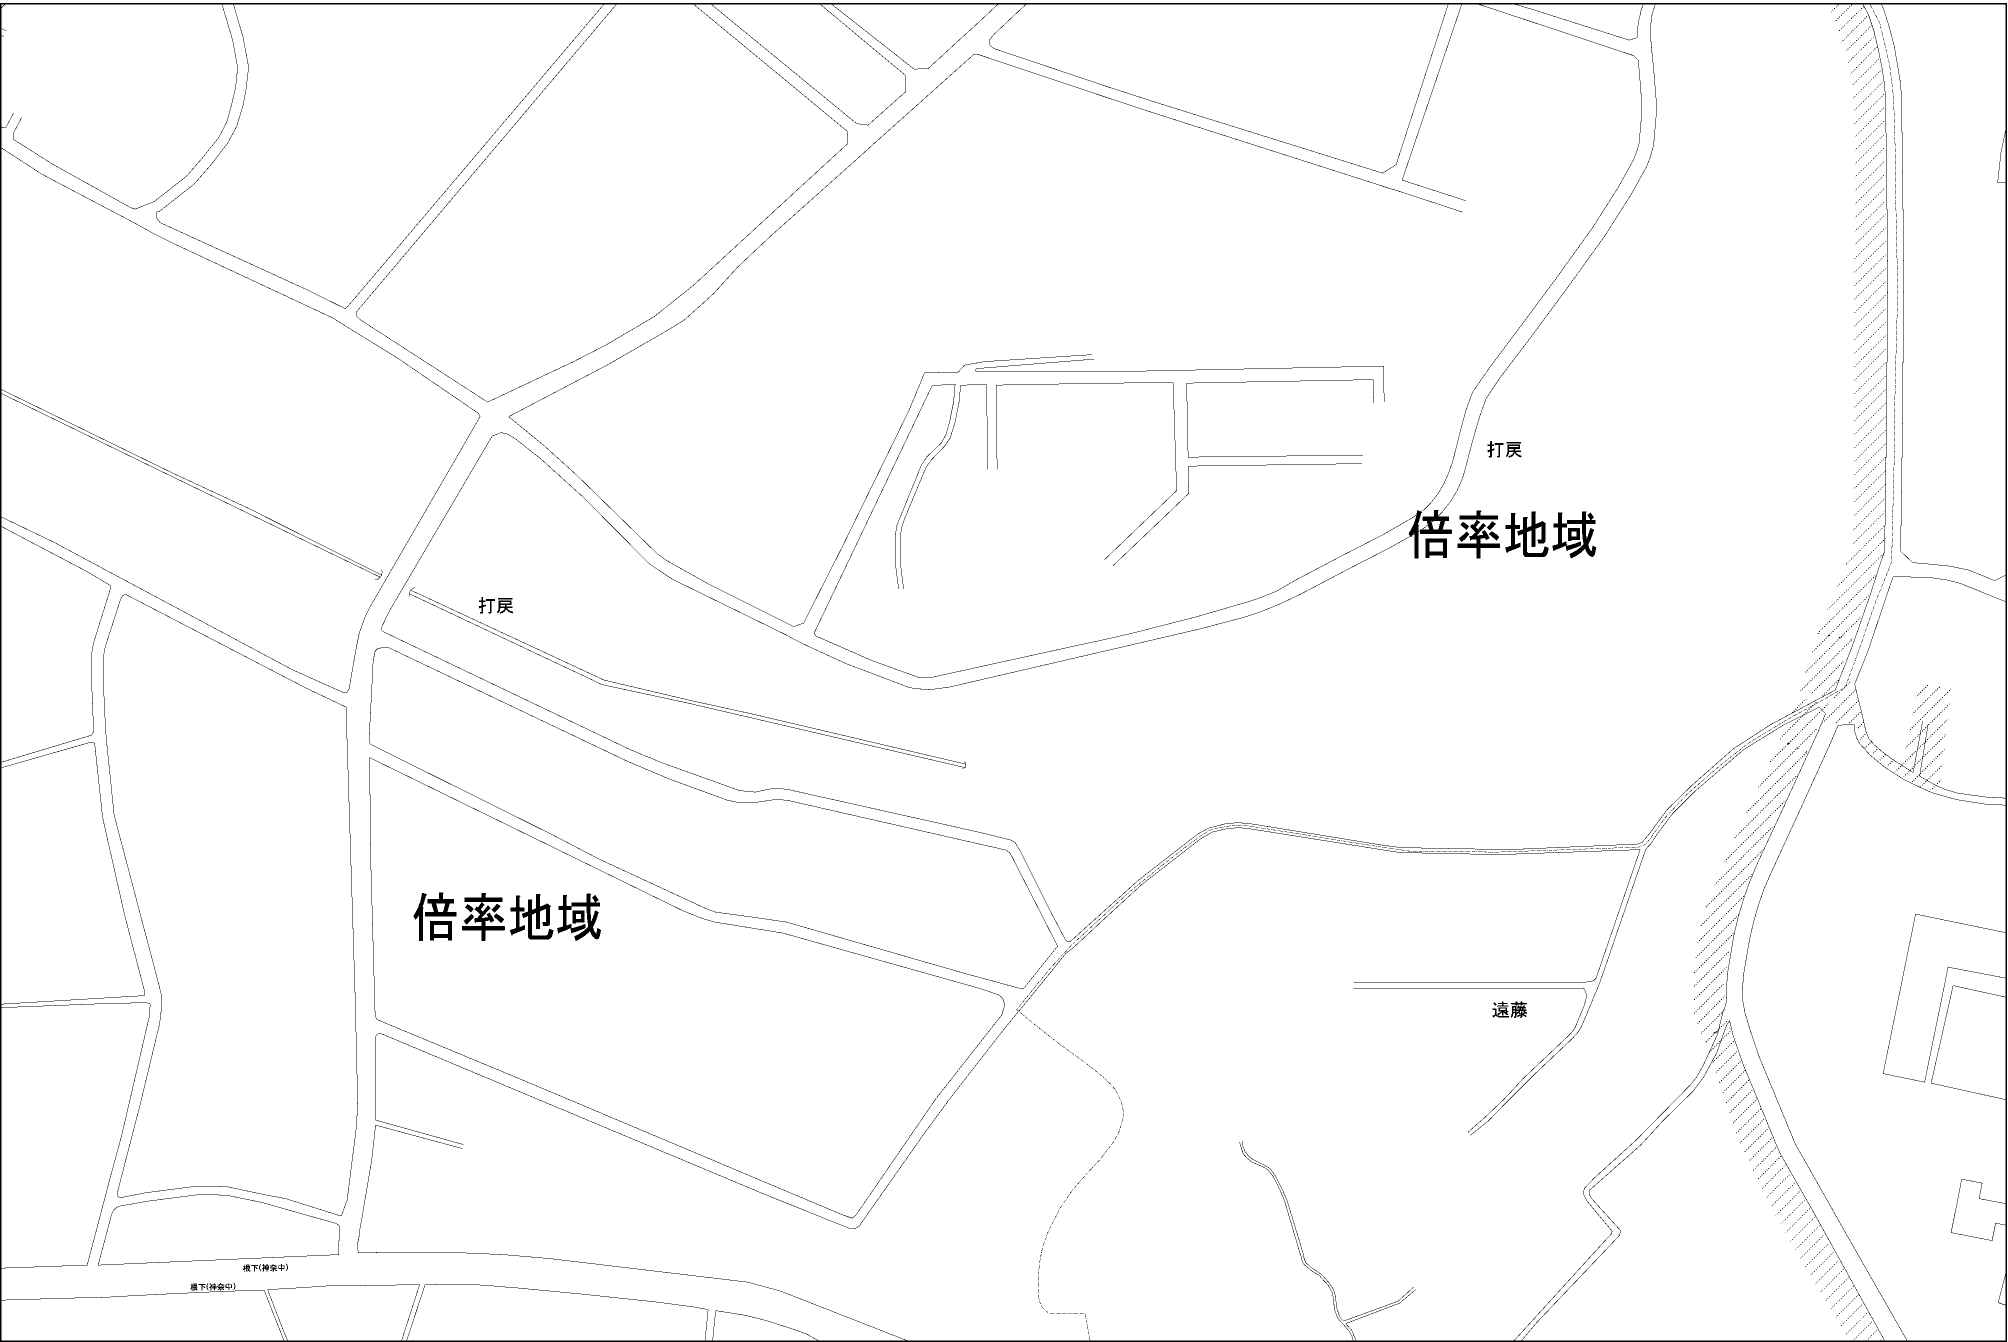 打戻
倍率地域
打戻
倍率地域
遠藤
根下(神奈中)
根下(神奈中)